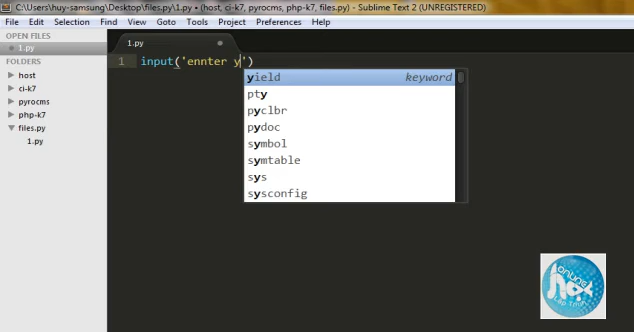 C:\Users\huy-samsung\Desktop\files.py\1.py • (host, ci-k7, pyrocms, php-k7, files.py) - Sublime Text 2 (UNREGISTERED)
File Edit Selection Find View Goto Tools Project Preferences Help
OPEN FILES
1.py
FOLDERS
host
ci-k7
pyrocms
php-k7
files.py
1.py
1.py
1 input('ennter y')
yield keyword
pty
pyclbr
pydoc
symbol
symtable
sys
sysconfig
online
Lap Trinh